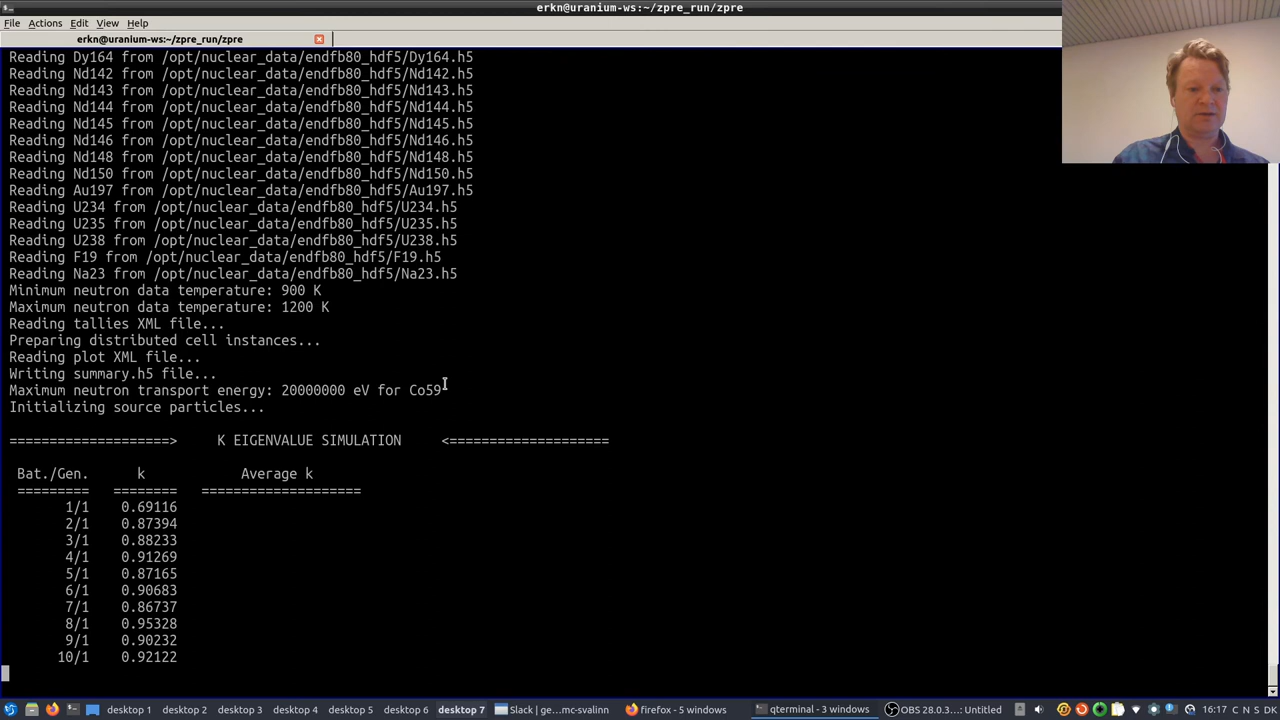 erkn@uranium-ws:~/zpre_run/zpre
File Actions Edit View Help
erkn@uranium-ws:~/zpre_run/zpre
Reading Dy164 from /opt/nuclear_data/endfb80_hdf5/Dy164.h5
Reading Nd142 from /opt/nuclear_data/endfb80_hdf5/Nd142.h5
Reading Nd143 from /opt/nuclear_data/endfb80_hdf5/Nd143.h5
Reading Nd144 from /opt/nuclear_data/endfb80_hdf5/Nd144.h5
Reading Nd145 from /opt/nuclear_data/endfb80_hdf5/Nd145.h5
Reading Nd146 from /opt/nuclear_data/endfb80_hdf5/Nd146.h5
Reading Nd148 from /opt/nuclear_data/endfb80_hdf5/Nd148.h5
Reading Nd150 from /opt/nuclear_data/endfb80_hdf5/Nd150.h5
Reading Au197 from /opt/nuclear_data/endfb80_hdf5/Au197.h5
Reading U234 from /opt/nuclear_data/endfb80_hdf5/U234.h5
Reading U235 from /opt/nuclear_data/endfb80_hdf5/U235.h5
Reading U238 from /opt/nuclear_data/endfb80_hdf5/U238.h5
Reading F19 from /opt/nuclear_data/endfb80_hdf5/F19.h5
Reading Na23 from /opt/nuclear_data/endfb80_hdf5/Na23.h5
Minimum neutron data temperature: 900 K
Maximum neutron data temperature: 1200 K
Reading tallies XML file...
Preparing distributed cell instances...
Reading plot XML file...
Writing summary.h5 file...
Maximum neutron transport energy: 20000000 eV for Co59
Initializing source particles...
====================> K EIGENVALUE SIMULATION <====================
Bat./Gen. k Average k
========= ======== ====================
1/1 0.69116
2/1 0.87394
3/1 0.88233
4/1 0.91269
5/1 0.87165
6/1 0.90683
7/1 0.86737
8/1 0.95328
9/1 0.90232
10/1 0.92122
desktop 1 desktop 2 desktop 3 desktop 4 desktop 5 desktop 6 desktop 7 Slack | ge...mc-svalinn firefox - 5 windows qterminal - 3 windows OBS 28.0.3...: Untitled C N S DK 16:17